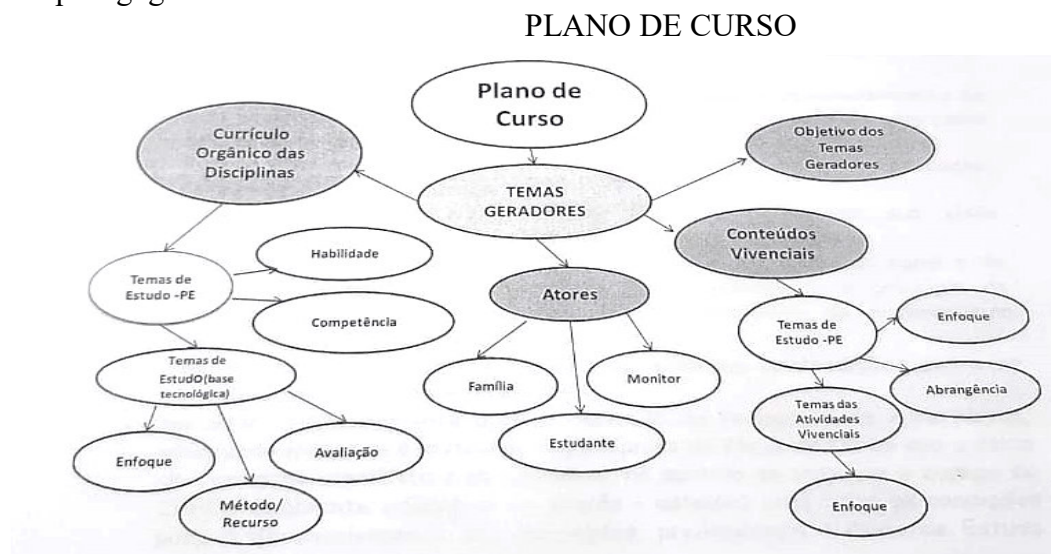 PLANO DE CURSO
Plano de
Curso
Currículo
Orgânico das
Disciplinas
Objetivo dos
Temas
Geradores
TEMAS
GERADORES
Conteúdos
Vivenciais
Habilidade
Temas de
Estudo -PE
Atores
Competência
Temas de
Estudo -PE
Enfoque
Temas de
EstudO(base
tecnológica)
Família
Monitor
Abrangência
Temas das
Atividades
Vivenciais
Enfoque
Avaliação
Estudante
Método/
Recurso
Enfoque